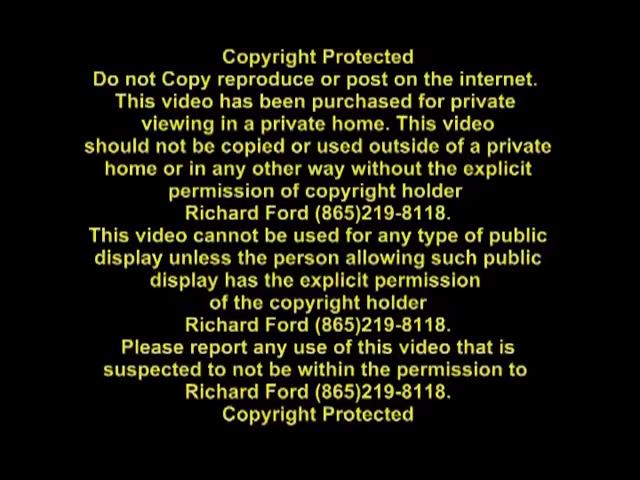 Copyright Protected
Do not Copy reproduce or post on the internet.
This video has been purchased for private
viewing in a private home. This video
should not be copied or used outside of a private
home or in any other way without the explicit
permission of copyright holder
Richard Ford (865)219-8118.
This video cannot be used for any type of public
display unless the person allowing such public
display has the explicit permission
of the copyright holder
Richard Ford (865)219-8118.
Please report any use of this video that is
suspected to not be within the permission to
Richard Ford (865)219-8118.
Copyright Protected